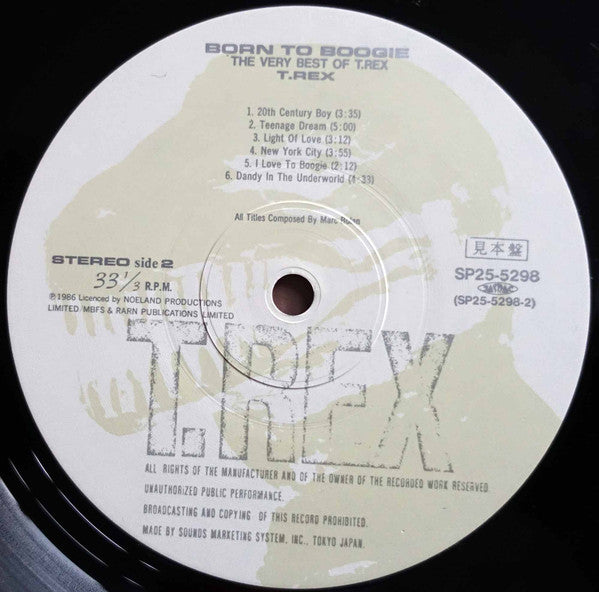 BORN TO BOOGIE
THE VERY BEST OF T.REX
T.REX
1. 20th Century Boy (3:35)
2. Teenage Dream (5:00)
3. Light Of Love (3:12)
4. New York City (3:55)
5. I Love To Boogie (2:12)
6. Dandy In The Underworld (4:33)
All Titles Composed By Marc Bolan
STEREO side 2
33 1/3 R.P.M.
℗1986 Licenced by NOELAND PRODUCTIONS
LIMITED/MBFS & RARN PUBLICATIONS LIMITED
見本盤
SP25-5298
JASRAC
(SP25-5298-2)
T.REX
ALL RIGHTS OF THE MANUFACTURER AND OF THE OWNER OF THE RECORDED WORK RESERVED.
UNAUTHORIZED PUBLIC PERFORMANCE.
BROADCASTING AND COPYING OF THIS RECORD PROHIBITED.
MADE BY SOUNDS MARKETING SYSTEM, INC., TOKYO JAPAN.